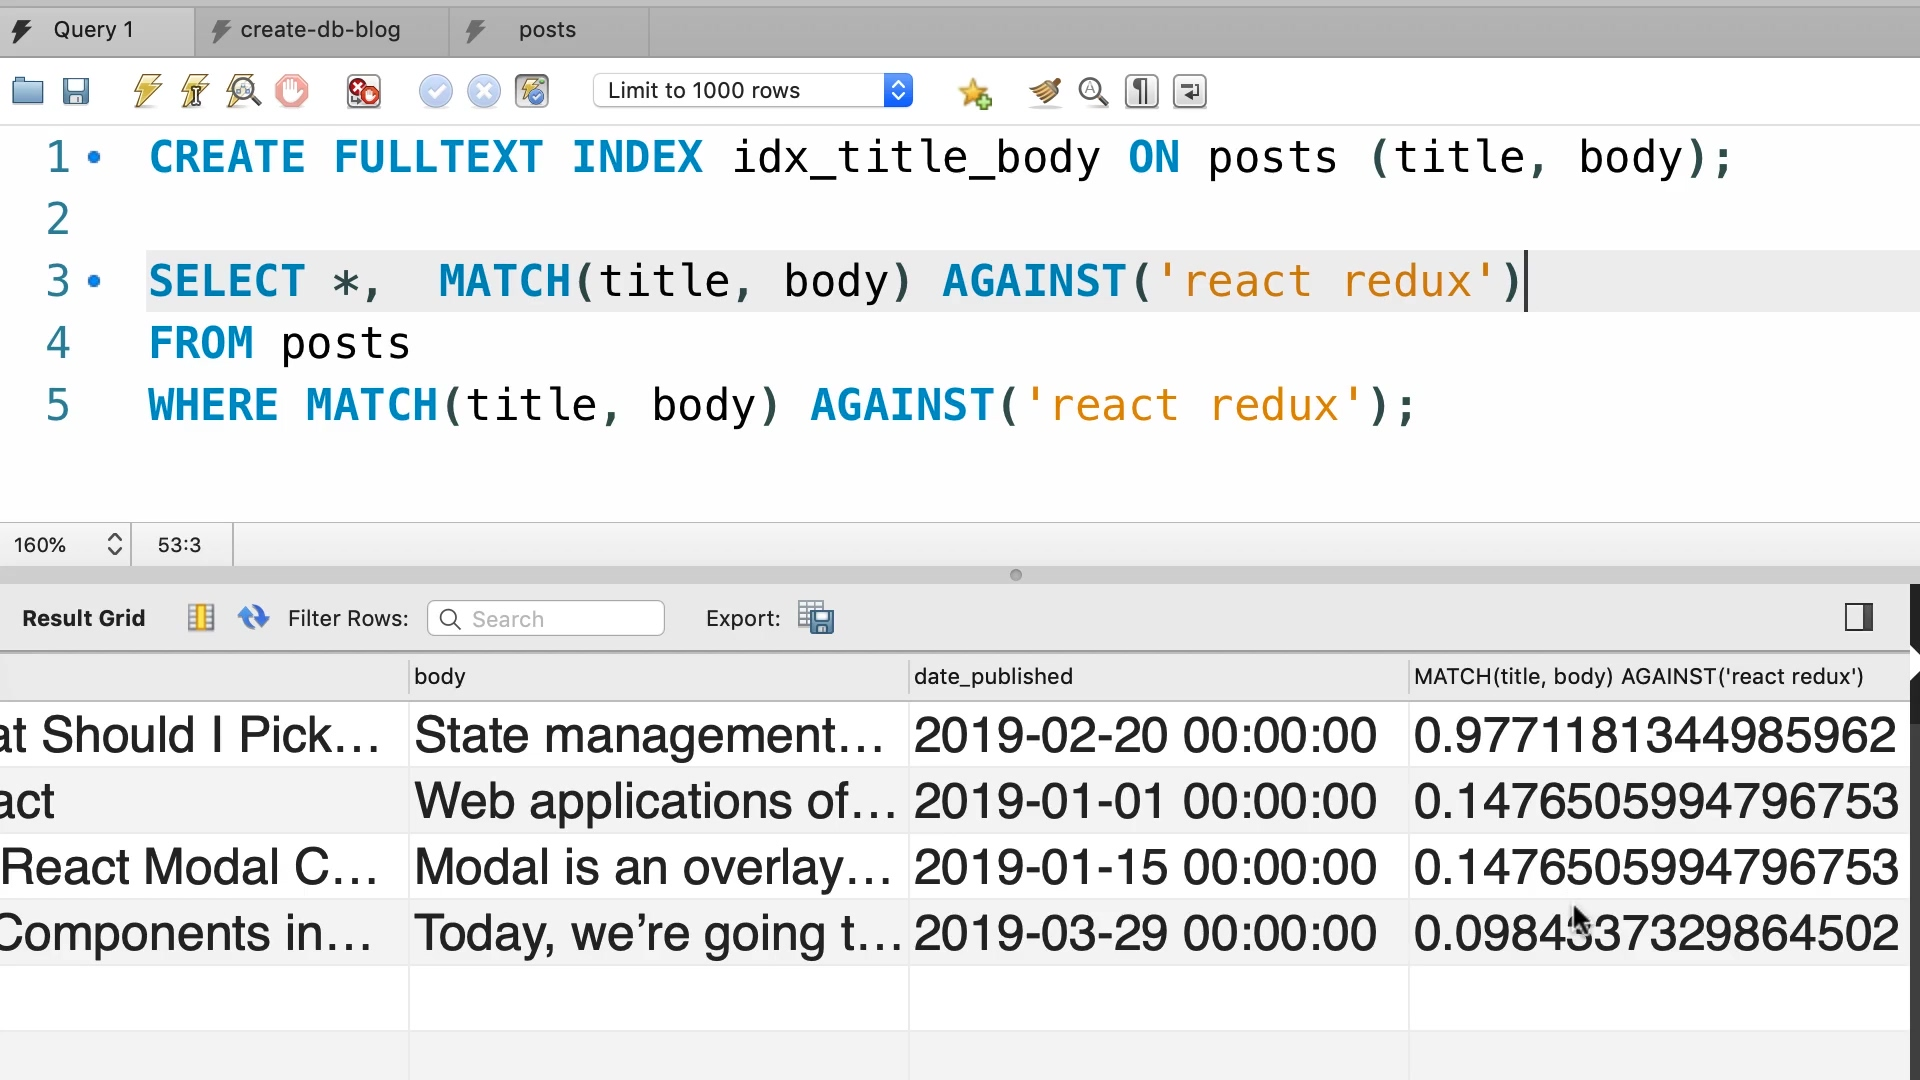 Query 1 create-db-blog posts
Limit to 1000 rows
1 CREATE FULLTEXT INDEX idx_title_body ON posts (title, body);
2
3 SELECT *,  MATCH(title, body) AGAINST('react redux')
4 FROM posts
5 WHERE MATCH(title, body) AGAINST('react redux');
160% 53:3
Result Grid Filter Rows: Search Export:
body date_published MATCH(title, body) AGAINST('react redux')
at Should I Pick... State management... 2019-02-20 00:00:00 0.9771181344985962
act Web applications of... 2019-01-01 00:00:00 0.1476505994796753
React Modal C... Modal is an overlay... 2019-01-15 00:00:00 0.1476505994796753
Components in... Today, we’re going t... 2019-03-29 00:00:00 0.0984337329864502